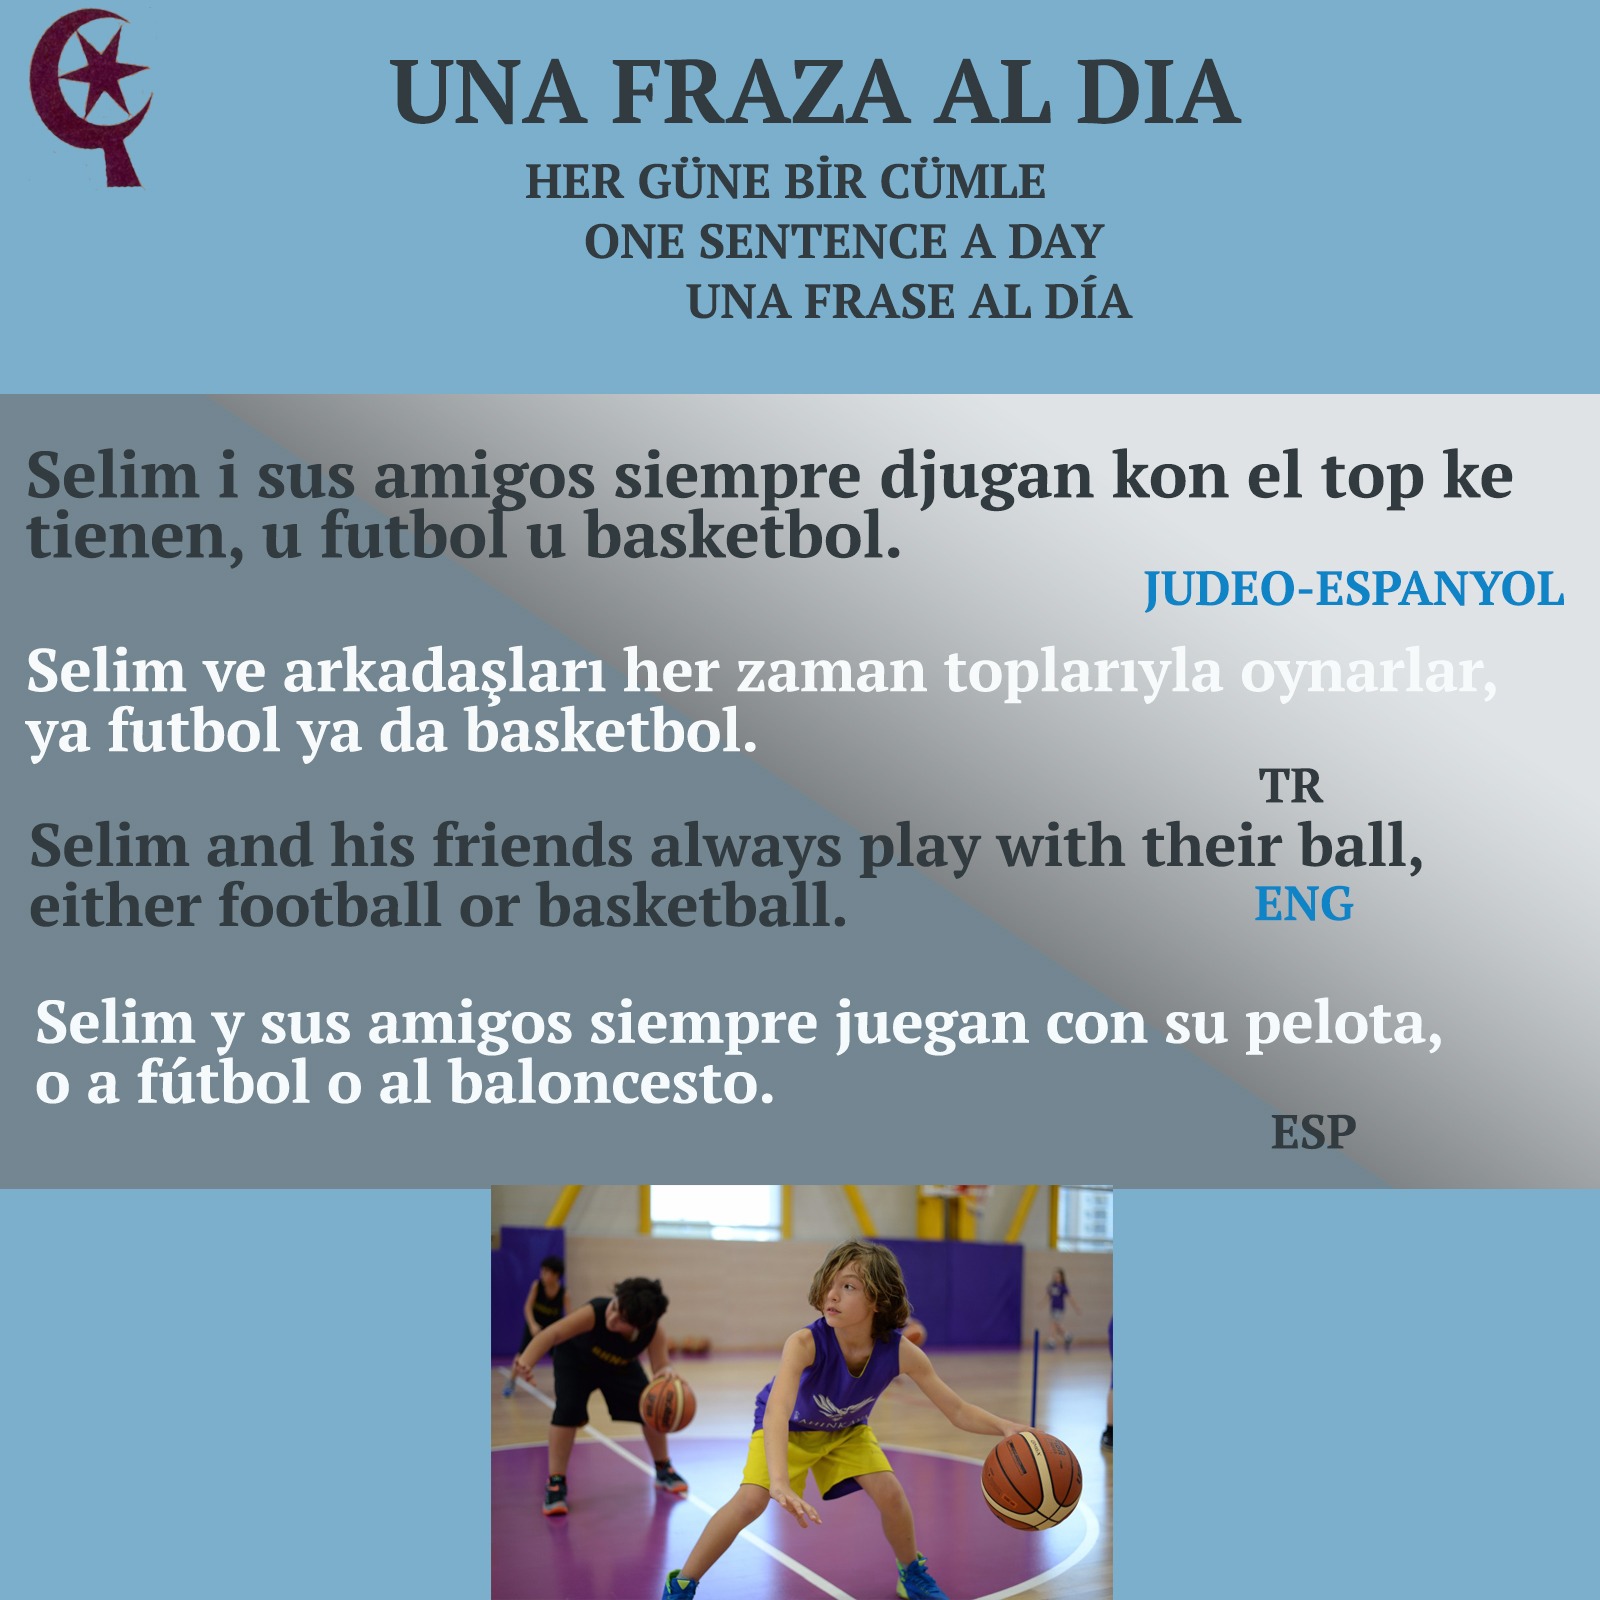 UNA FRAZA AL DIA
HER GÜNE BİR CÜMLE
ONE SENTENCE A DAY
UNA FRASE AL DÍA
Selim i sus amigos siempre djugan kon el top ke
tienen, u futbol u basketbol.
JUDEO-ESPANYOL
Selim ve arkadaşları her zaman toplarıyla oynarlar,
ya futbol ya da basketbol.
TR
Selim and his friends always play with their ball,
either football or basketball.
ENG
Selim y sus amigos siempre juegan con su pelota,
o a fútbol o al baloncesto.
ESP